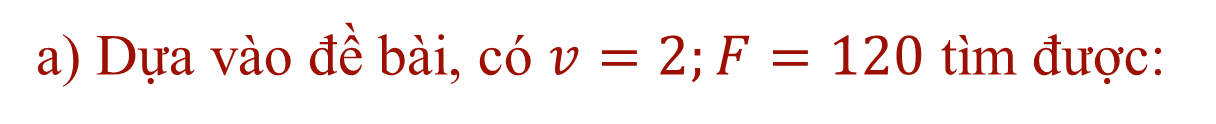 a) Dựa vào đề bài, có v = 2; F = 120 tìm được: